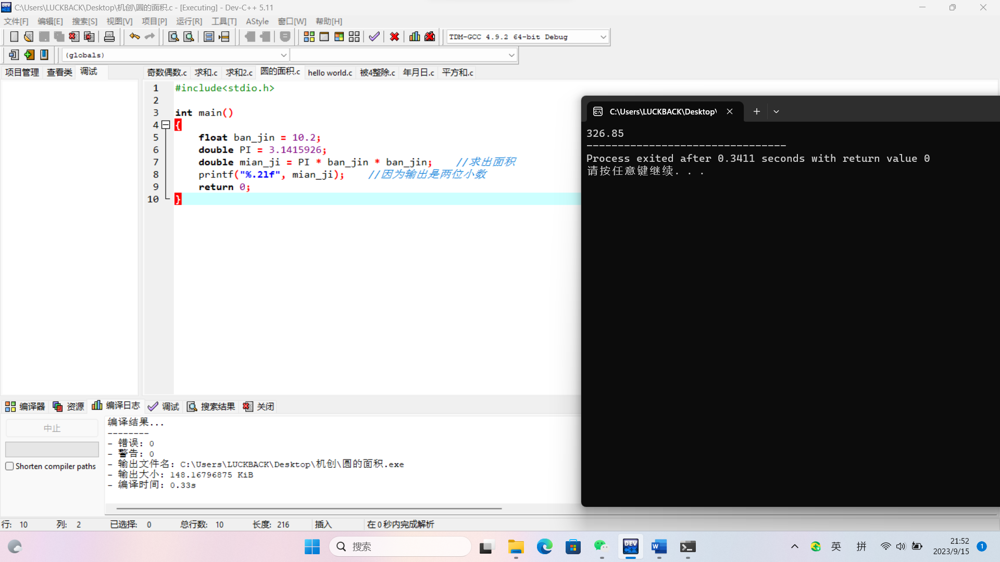 C:\Users\LUCKBACK\Desktop\机创\圆的面积.c - [Executing] - Dev-C++ 5.11
文件[F] 编辑[E] 搜索[S] 视图[V] 项目[P] 运行[R] 工具[T] AStyle 窗口[W] 帮助[H]
TDM-GCC 4.9.2 64-bit Debug
(globals)
项目管理 查看类 调试
奇数偶数.c 求和.c 求和2.c 圆的面积.c hello world.c 被4整除.c 年月日.c 平方和.c
1 #include<stdio.h>
2
3 int main()
4 {
5 float ban_jin = 10.2;
6 double PI = 3.1415926;
7 double mian_ji = PI * ban_jin * ban_jin; //求出面积
8 printf("%.2lf", mian_ji); //因为输出是两位小数
9 return 0;
10 }
C:\Users\LUCKBACK\Desktop\
326.85
--------------------------------
Process exited after 0.3411 seconds with return value 0
请按任意键继续. . .
编译器 资源 编译日志 调试 搜索结果 关闭
中止
Shorten compiler paths
编译结果...
--------
- 错误: 0
- 警告: 0
- 输出文件名: C:\Users\LUCKBACK\Desktop\机创\圆的面积.exe
- 输出大小: 148.16796875 KiB
- 编译时间: 0.33s
行: 10 列: 2 已选择: 0 总行数: 10 长度: 216 插入 在 0 秒内完成解析
搜索
DEV C++
W
英 拼
21:52
2023/9/15
1